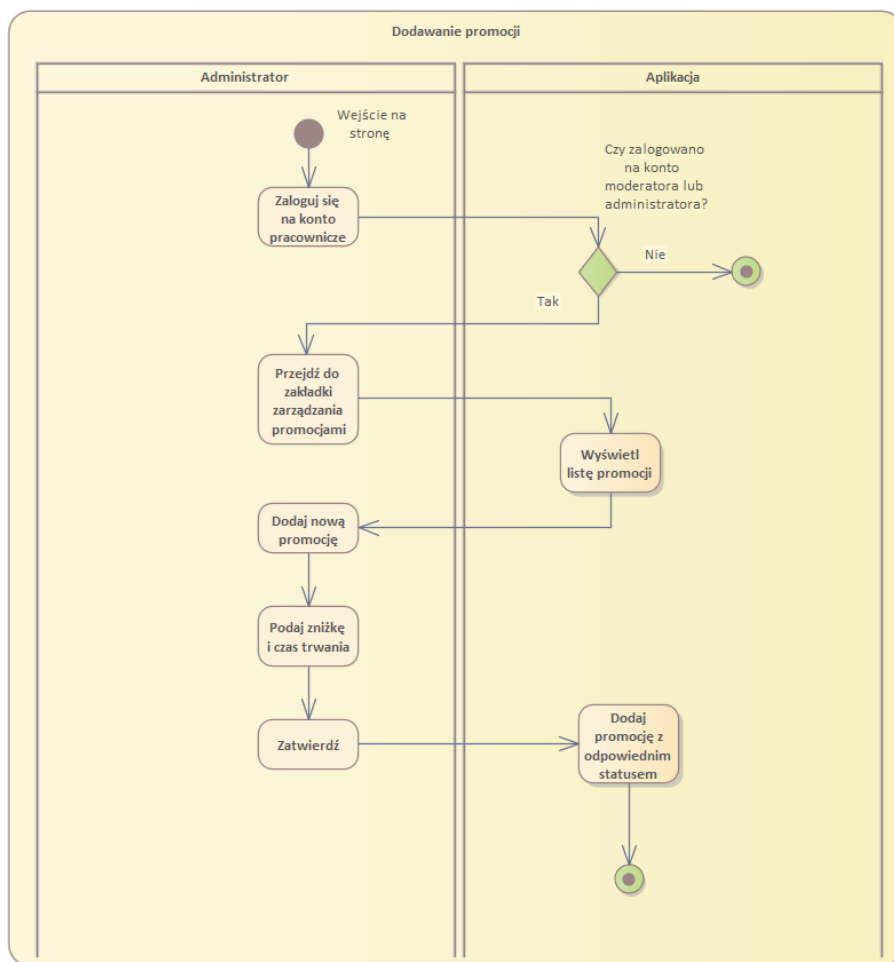 Dodawanie promocji
Administrator
Aplikacja
Wejście na
stronę
Czy zalogowano
na konto
moderatora lub
administratora?
Zaloguj się
na konto
pracownicze
Nie
Tak
Przejdź do
zakładki
zarządzania
promocjami
Wyświetl
listę promocji
Dodaj nową
promocję
Podaj zniżkę
i czas trwania
Zatwierdź
Dodaj
promocję z
odpowiednim
statusem